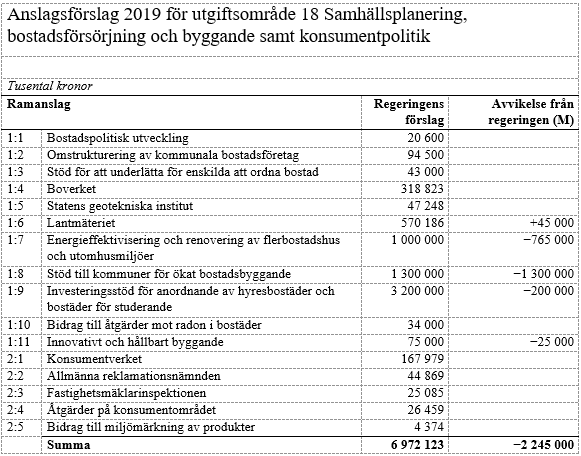 Anslagsförslag 2019 för utgiftsområde 18 Samhällsplanering,
bostadsförsörjning och byggande samt konsumentpolitik
Tusental kronor
Ramanslag Regeringens Avvikelse från
förslag regeringen (M)
1:1 Bostadspolitisk utveckling 20 600
1:2 Omstrukturering av kommunala bostadsföretag 94 500
1:3 Stöd för att underlätta för enskilda att ordna bostad 43 000
1:4 Boverket 318 823
1:5 Statens geotekniska institut 47 248
1:6 Lantmäteriet 570 186 +45 000
1:7 Energieffektivisering och renovering av flerbostadshus 1 000 000 −765 000
och utomhusmiljöer
1:8 Stöd till kommuner för ökat bostadsbyggande 1 300 000 −1 300 000
1:9 Investeringsstöd för anordnande av hyresbostäder och 3 200 000 −200 000
bostäder för studerande
1:10 Bidrag till åtgärder mot radon i bostäder 34 000
1:11 Innovativt och hållbart byggande 75 000 −25 000
2:1 Konsumentverket 167 979
2:2 Allmänna reklamationsnämnden 44 869
2:3 Fastighetsmäklarinspektionen 25 085
2:4 Åtgärder på konsumentområdet 26 459
2:5 Bidrag till miljömärkning av produkter 4 374
Summa 6 972 123 −2 245 000